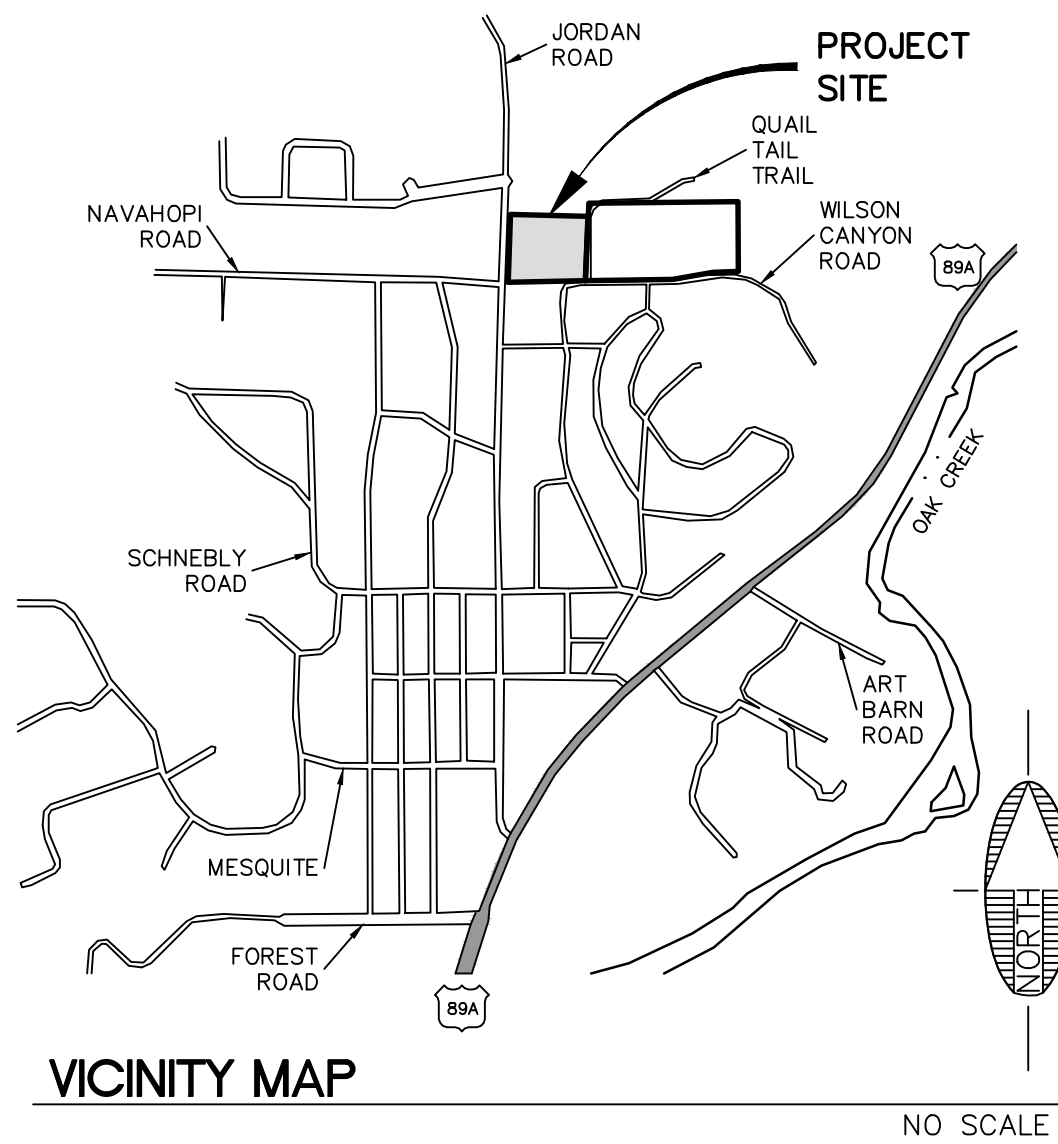 JORDAN
ROAD
PROJECT
SITE
QUAIL
TAIL
TRAIL
NAVAHOPI
ROAD
WILSON
CANYON
ROAD
89A
OAK CREEK
SCHNEBLY
ROAD
ART
BARN
ROAD
MESQUITE
FOREST
ROAD
NORTH
89A
VICINITY MAP
NO SCALE